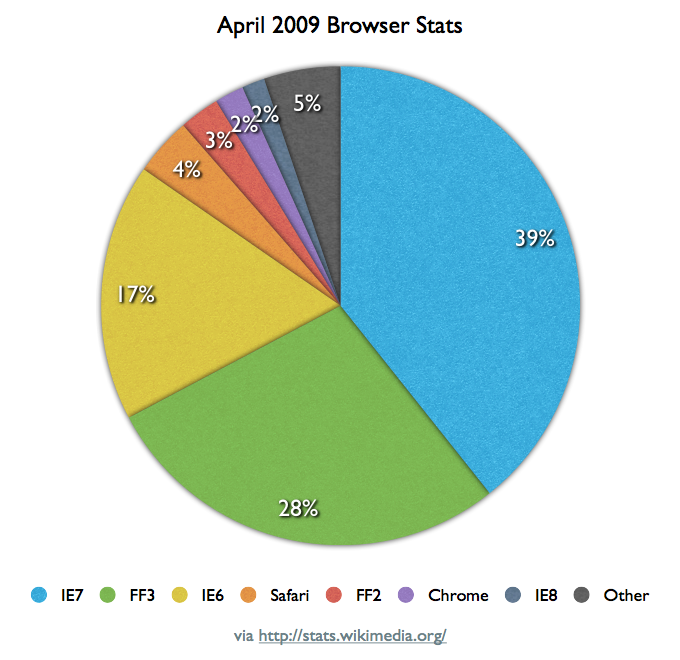 April 2009 Browser Stats
5%
2%
2%
3%
4%
39%
17%
28%
IE7 FF3 IE6 Safari FF2 Chrome IE8 Other
via http://stats.wikimedia.org/